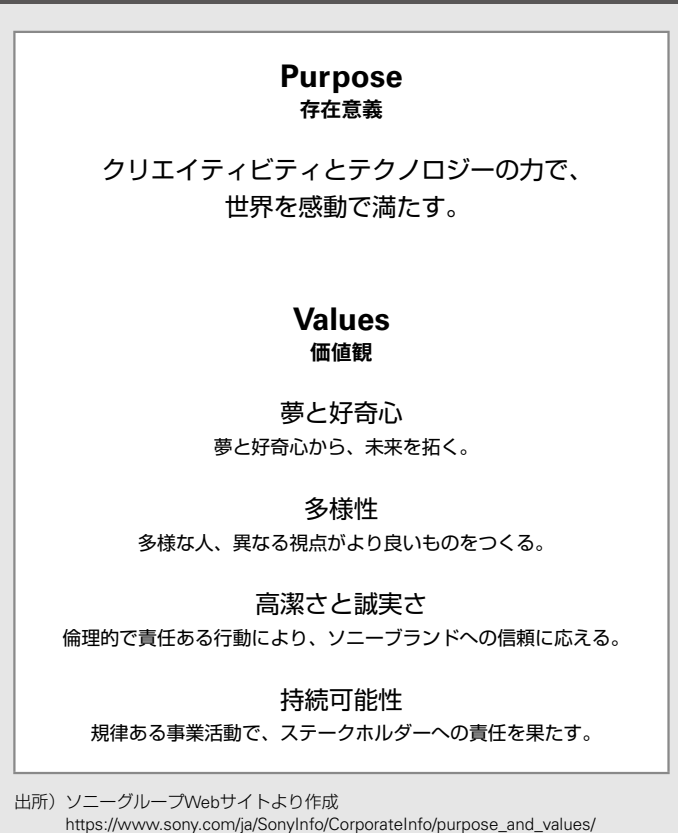 Purpose
存在意義
クリエイティビティとテクノロジーの力で、
世界を感動で満たす。
Values
価値観
夢と好奇心
夢と好奇心から、未来を拓く。
多様性
多様な人、異なる視点がより良いものをつくる。
高潔さと誠実さ
倫理的で責任ある行動により、ソニーブランドへの信頼に応える。
持続可能性
規律ある事業活動で、ステークホルダーへの責任を果たす。
出所）ソニーグループWebサイトより作成
https://www.sony.com/ja/SonyInfo/CorporateInfo/purpose_and_values/